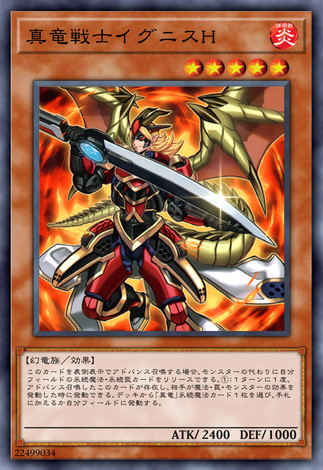 真竜戦士イグニスH
炎
【幻竜族／効果】
このカードを表側表示でアドバンス召喚する場合、モンスターの代わりに自分
フィールドの永続魔法・永続罠カードをリリースできる。①：１ターンに１度、
アドバンス召喚したこのカードが存在し、相手が魔法・罠・モンスターの効果を
発動した時に発動できる。デッキから「真竜」永続魔法カード１枚を選び、手札
に加えるか自分フィールドに発動する。
ATK/ 2400 DEF/1000
22499034